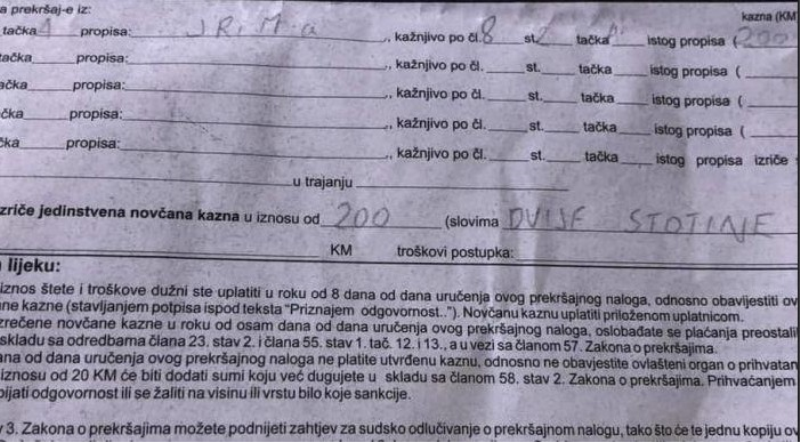 a prekršaj-e iz:
kazna (KM
tačka 4 propisa: J R i M-a ,, kažnjivo po čl. 8 st. 2 tačka istog propisa ( 200
tačka propisa: ,, kažnjivo po čl. st. tačka istog propisa (
ačka propisa: ,, kažnjivo po čl. st. tačka istog propisa (
čka propisa: ,, kažnjivo po čl. st. tačka istog propisa (
čka propisa: ,, kažnjivo po čl. st. tačka istog propisa izriče
u trajanju
zriče jedinstvena novčana kazna u iznosu od 200 (slovima DVIJE STOTINE
KM troškovi postupka:
lijeku:
iznos štete i troškove dužni ste uplatiti u roku od 8 dana od dana uručenja ovog prekršajnog naloga, odnosno obavijestiti ov
ne kazne (stavljanjem potpisa ispod teksta "Priznajem odgovornost.."). Novčanu kaznu uplatiti priloženom uplatnicom.
zrečene novčane kazne u roku od osam dana od dana uručenja ovog prekršajnog naloga, oslobađate se plaćanja preostali
skladu sa odredbama člana 23. stav 2. i člana 55. stav 1. tač. 12. i 13., a u vezi sa članom 57. Zakona o prekršajima.
ana od dana uručenja ovog prekršajnog naloga ne platite utvrđenu kaznu, odnosno ne obavjestite ovlašteni organ o prihvatan
iznosu od 20 KM će biti dodati sumi koju već dugujete u skladu sa članom 58. stav 2. Zakona o prekršajima. Prihvaćanjem
bijati odgovornost ili se žaliti na visinu ili vrstu bilo koje sankcije.
v 3. Zakona o prekršajima možete podnijeti zahtjev za sudsko odlučivanje o prekršajnom nalogu, tako što će te jednu kopiju ov